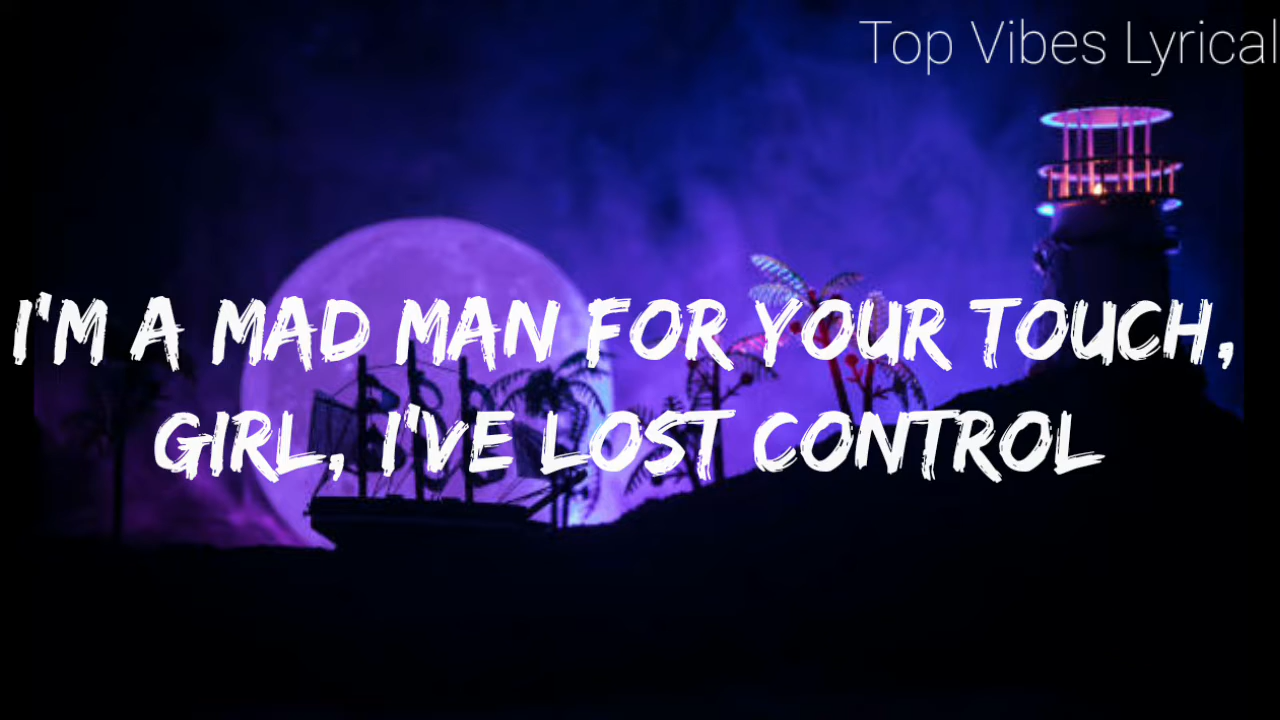 Top Vibes Lyrical
I'M A MAD MAN FOR YOUR TOUCH,
GIRL, I'VE LOST CONTROL